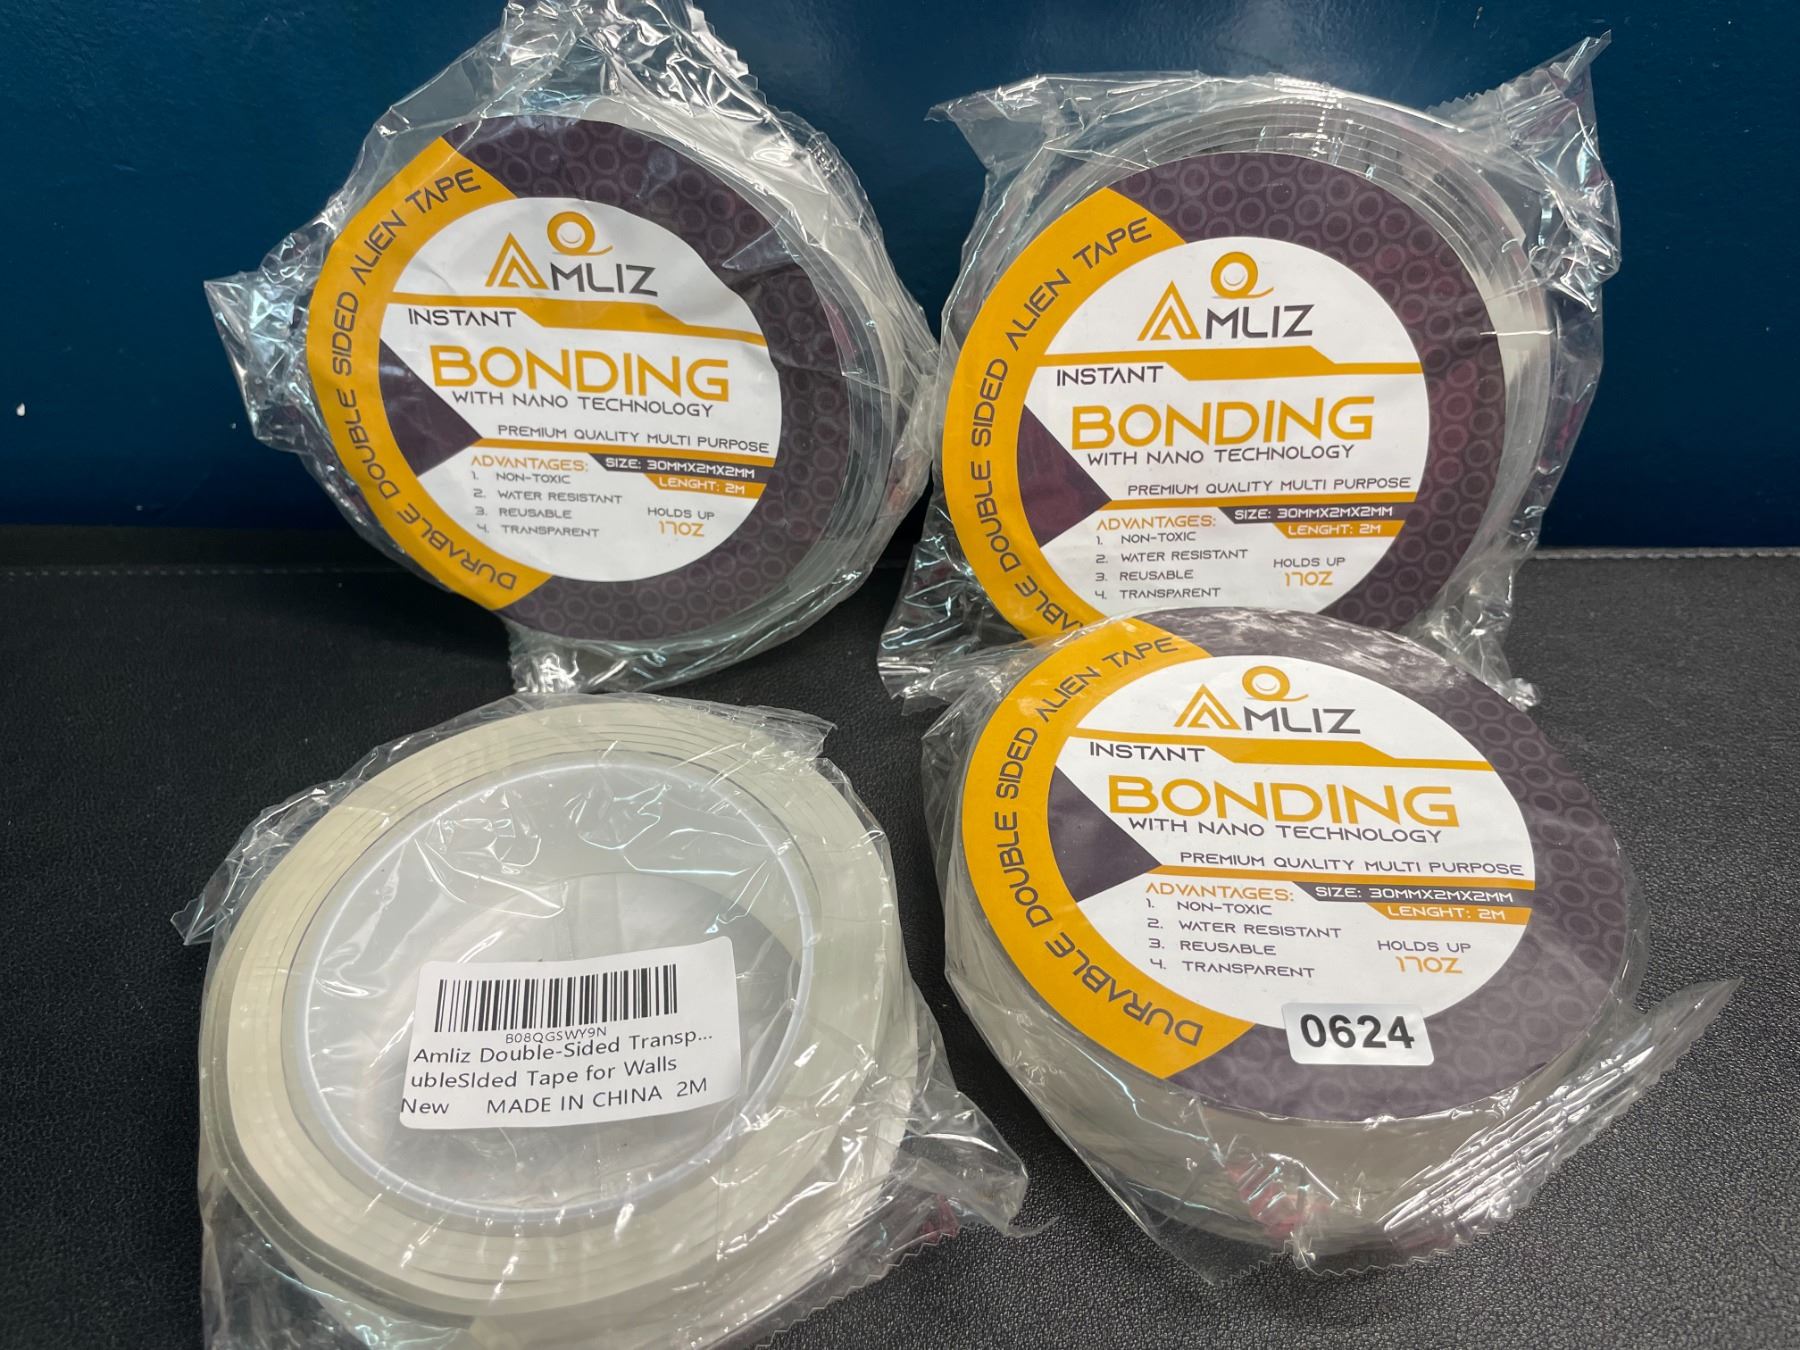 DURABLE DOUBLE SIDED ALIEN TAPE
AMLIZ
INSTANT
BONDING
WITH NANO TECHNOLOGY
PREMIUM QUALITY MULTI PURPOSE
ADVANTAGES:
SIZE: 30MMX2MX2MM
LENGHT: 2M
1. NON-TOXIC
2. WATER RESISTANT
3. REUSABLE
4. TRANSPARENT
HOLDS UP
17OZ
DURABLE DOUBLE SIDED ALIEN TAPE
AMLIZ
INSTANT
BONDING
WITH NANO TECHNOLOGY
PREMIUM QUALITY MULTI PURPOSE
ADVANTAGES:
SIZE: 30MMX2MX2MM
LENGHT: 2M
1. NON-TOXIC
2. WATER RESISTANT
3. REUSABLE
4. TRANSPARENT
HOLDS UP
17OZ
B08QGSWY9N
Amliz Double-Sided Transp...
ubleSIded Tape for Walls
New MADE IN CHINA 2M
DURABLE DOUBLE SIDED ALIEN TAPE
AMLIZ
INSTANT
BONDING
WITH NANO TECHNOLOGY
PREMIUM QUALITY MULTI PURPOSE
ADVANTAGES:
SIZE: 30MMX2MX2MM
LENGHT: 2M
1. NON-TOXIC
2. WATER RESISTANT
3. REUSABLE
4. TRANSPARENT
HOLDS UP
17OZ
0624